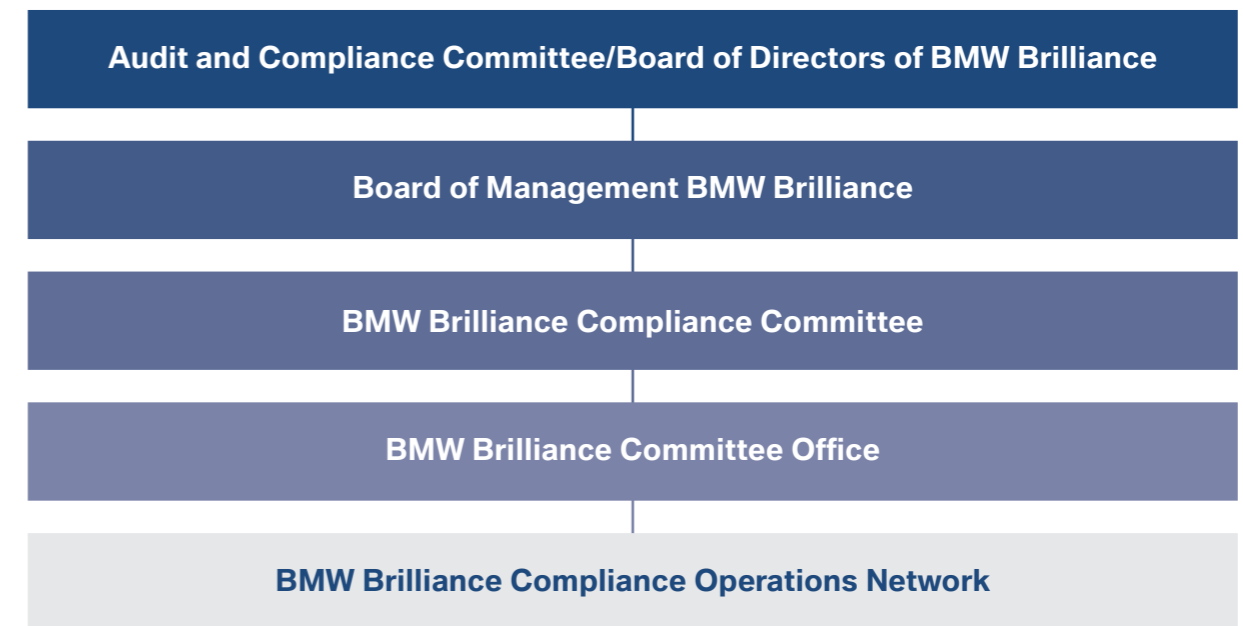 Audit and Compliance Committee/Board of Directors of BMW Brilliance
Board of Management BMW Brilliance
BMW Brilliance Compliance Committee
BMW Brilliance Committee Office
BMW Brilliance Compliance Operations Network